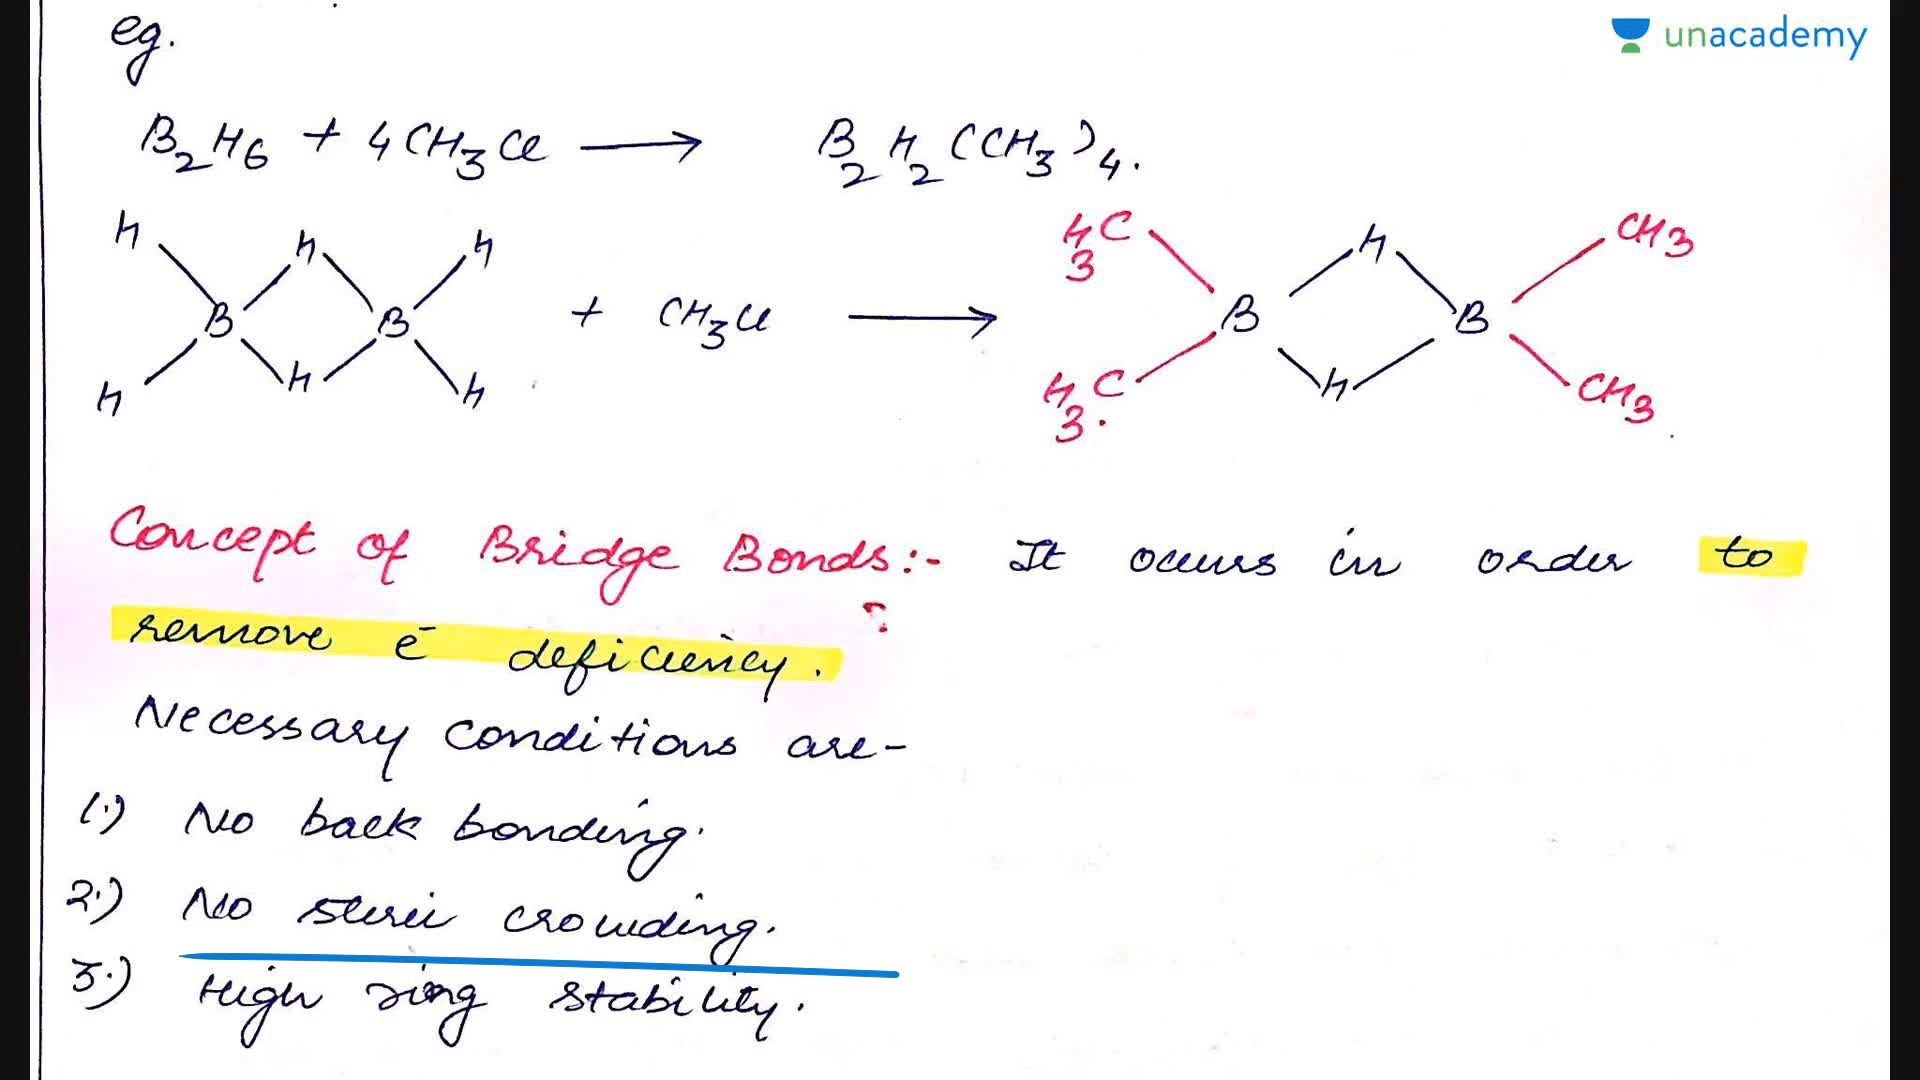 eg.
unacademy
B2H6 + 4CH3Cl → B2H2(CH3)4.
H H H H3C H CH3
B B + CH3Cl → B B
H H H H3C. H CH3
Concept of Bridge Bonds:- It occurs in order to
remove e- deficiency.
Necessary conditions are-
(1.) No back bonding.
2.) No steric crowding.
3.) High ring stability.